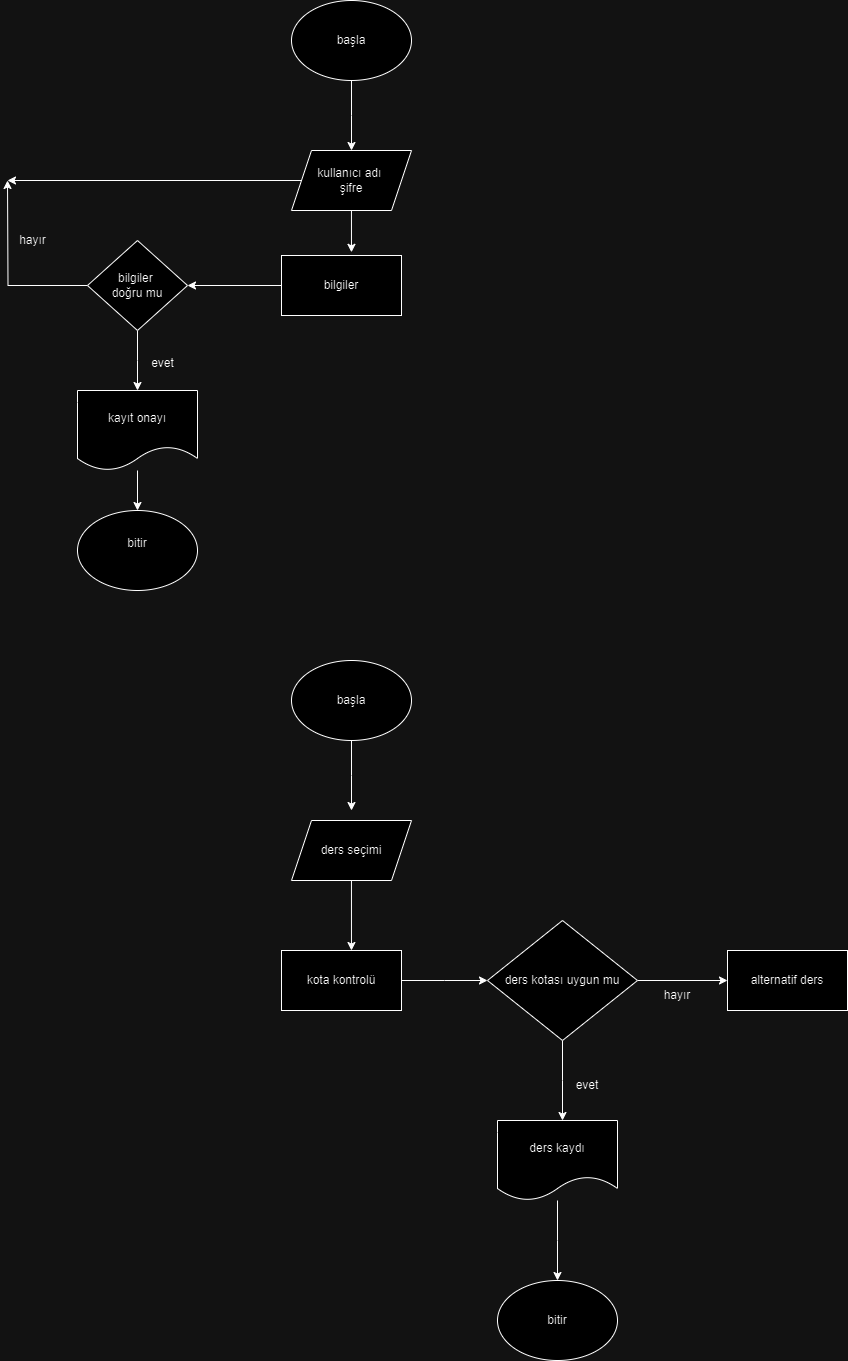 başla
kullanıcı adı
şifre
hayır
bilgiler
doğru mu
bilgiler
evet
kayıt onayı
bitir
başla
ders seçimi
kota kontrolü
ders kotası uygun mu
hayır
alternatif ders
evet
ders kaydı
bitir